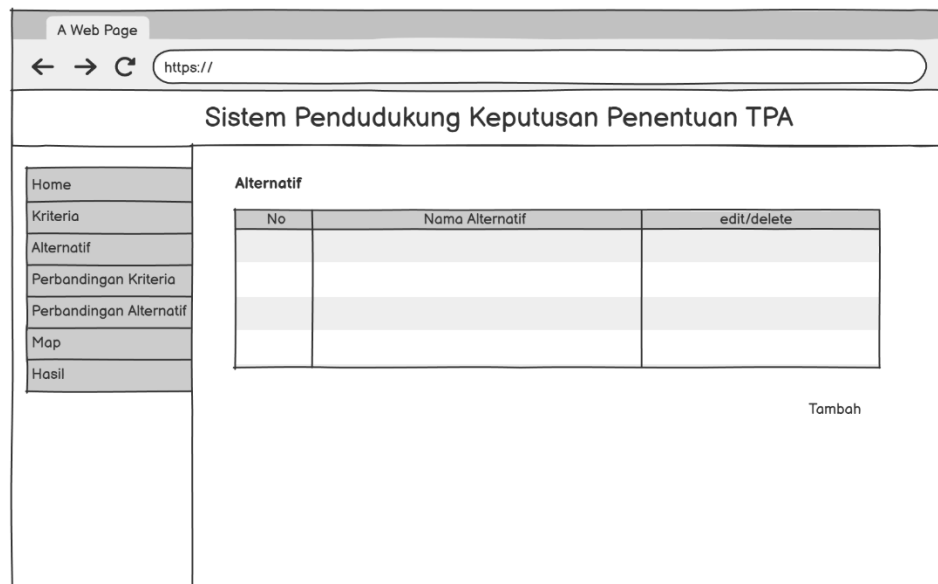 A Web Page
https://
Sistem Pendudukung Keputusan Penentuan TPA
Home
Kriteria
Alternatif
Perbandingan Kriteria
Perbandingan Alternatif
Map
Hasil
Alternatif
No Nama Alternatif edit/delete
Tambah